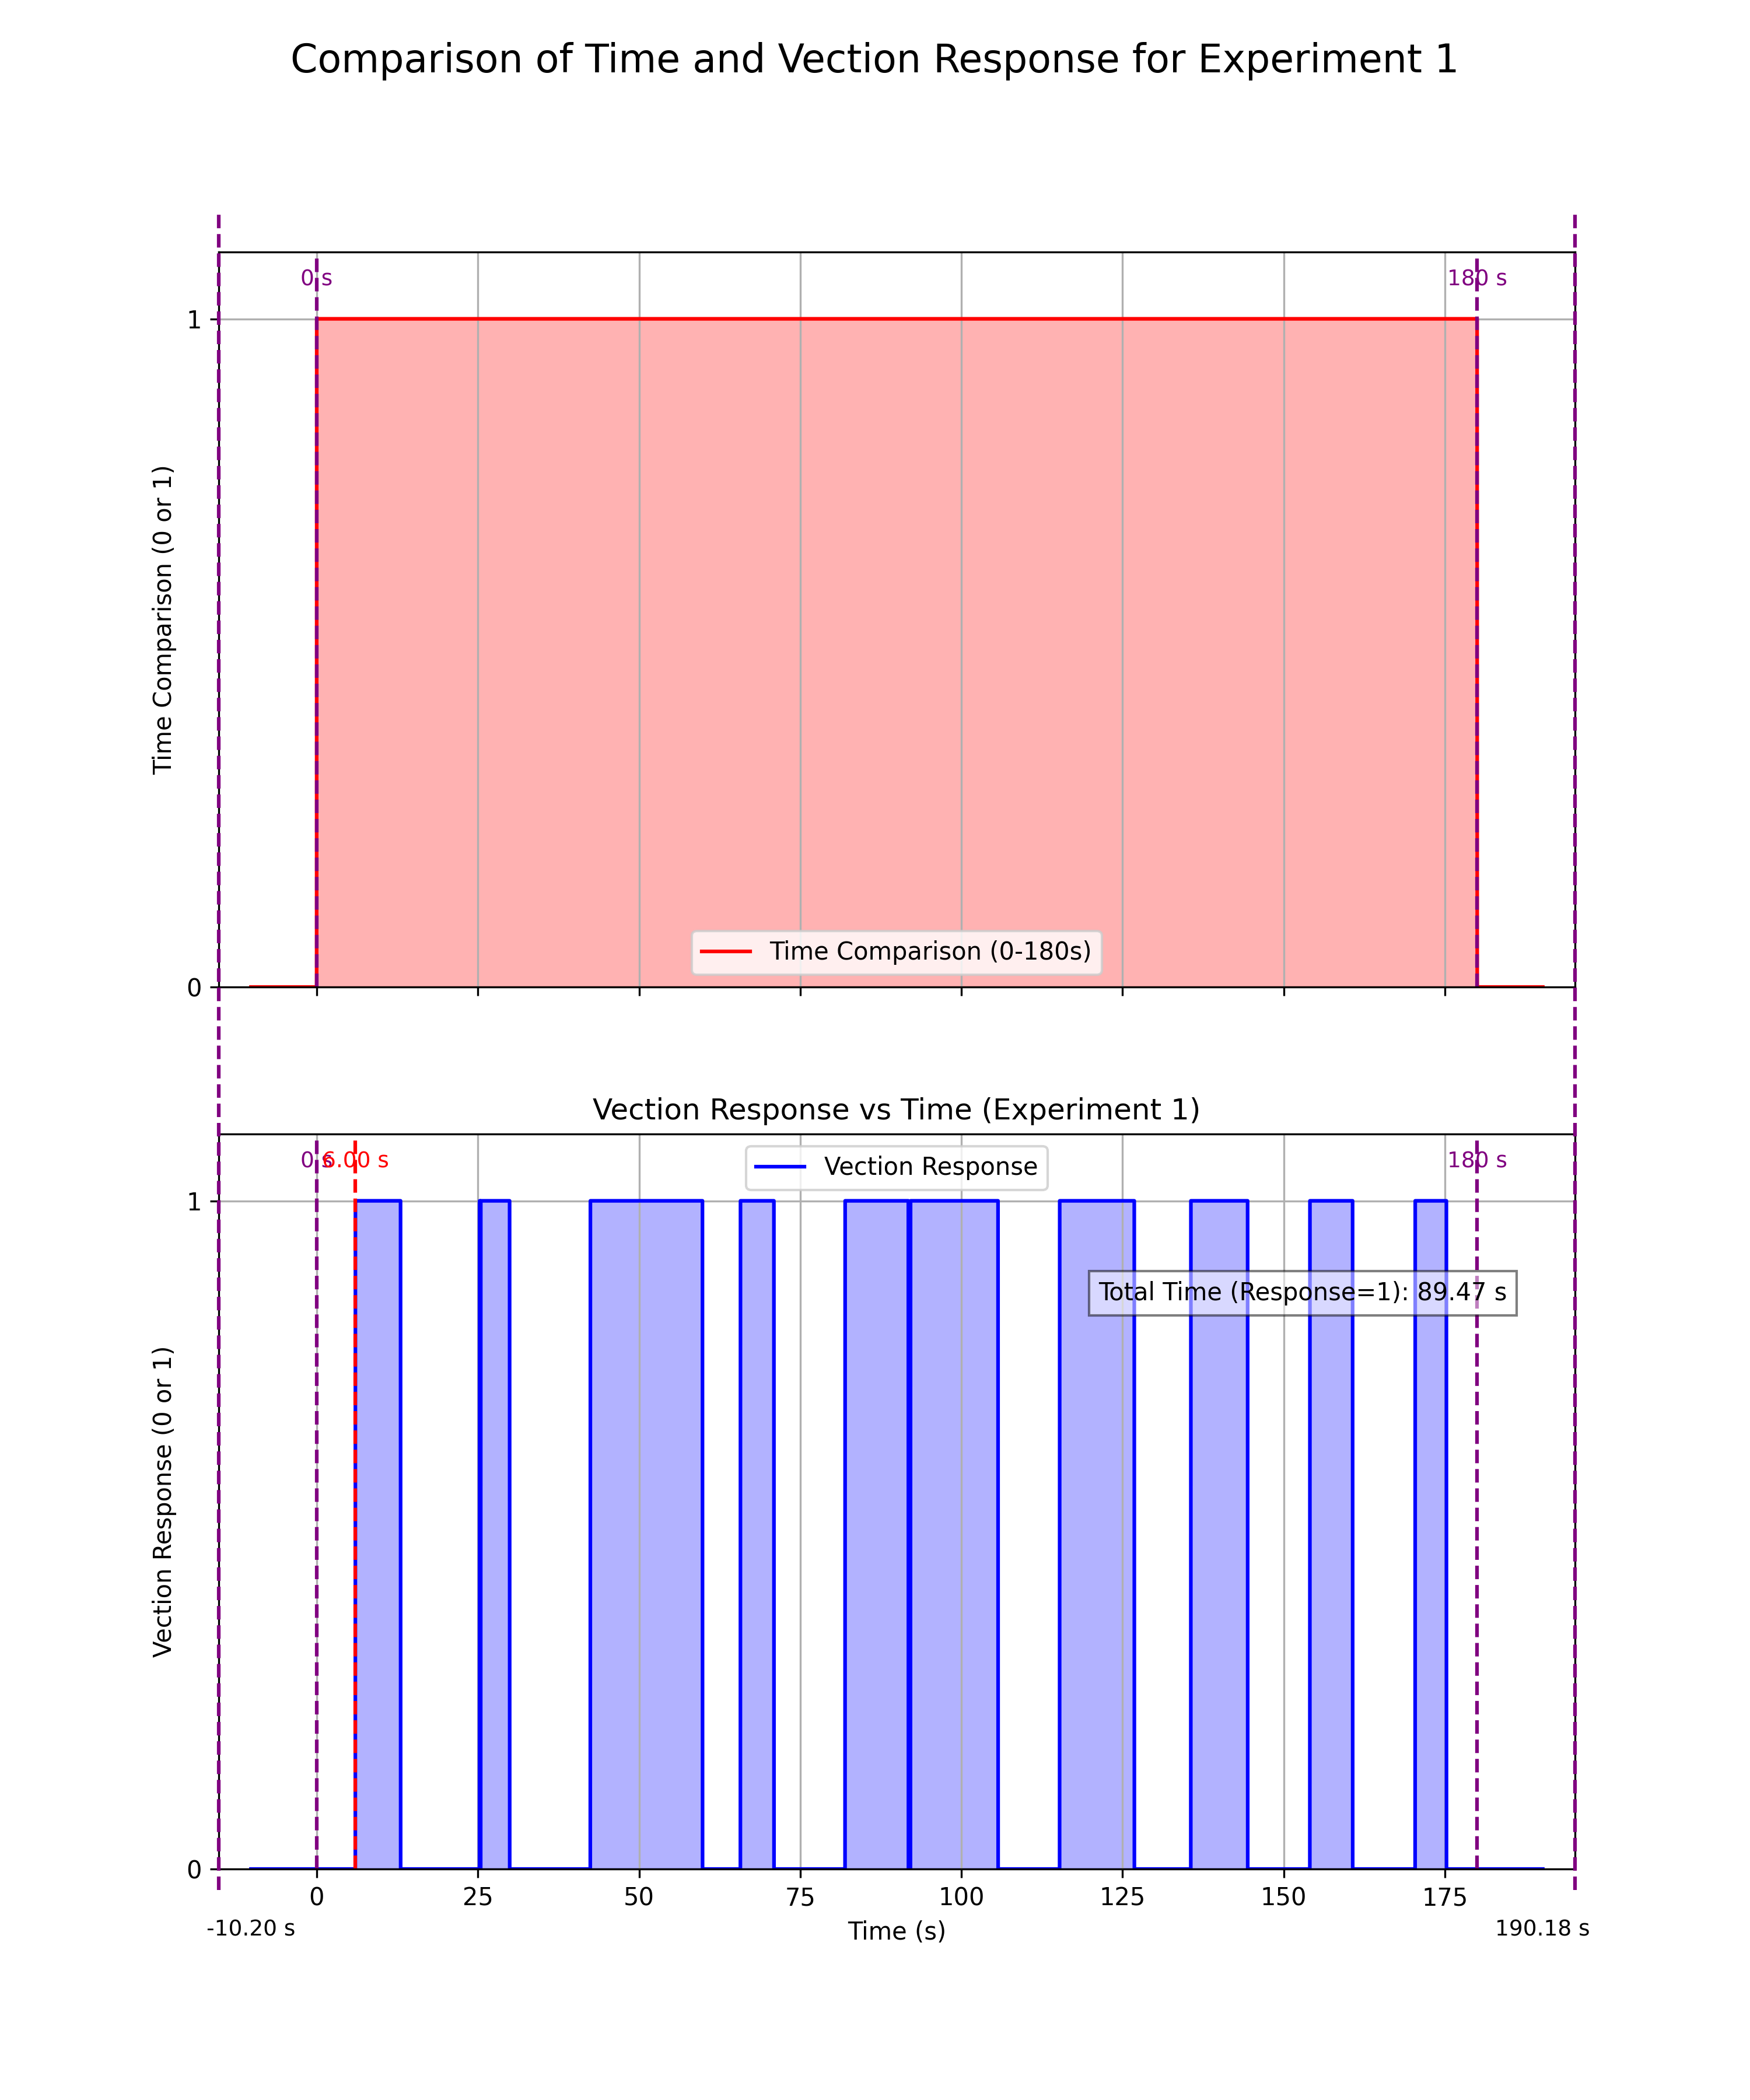 Comparison of Time and Vection Response for Experiment 1
0 s
180 s
1
Time Comparison (0 or 1)
Time Comparison (0-180s)
0
Vection Response vs Time (Experiment 1)
0 s
6.00 s
Vection Response
180 s
1
Total Time (Response=1): 89.47 s
Vection Response (0 or 1)
0
0 25 50 75 100 125 150 175
-10.20 s
Time (s)
190.18 s